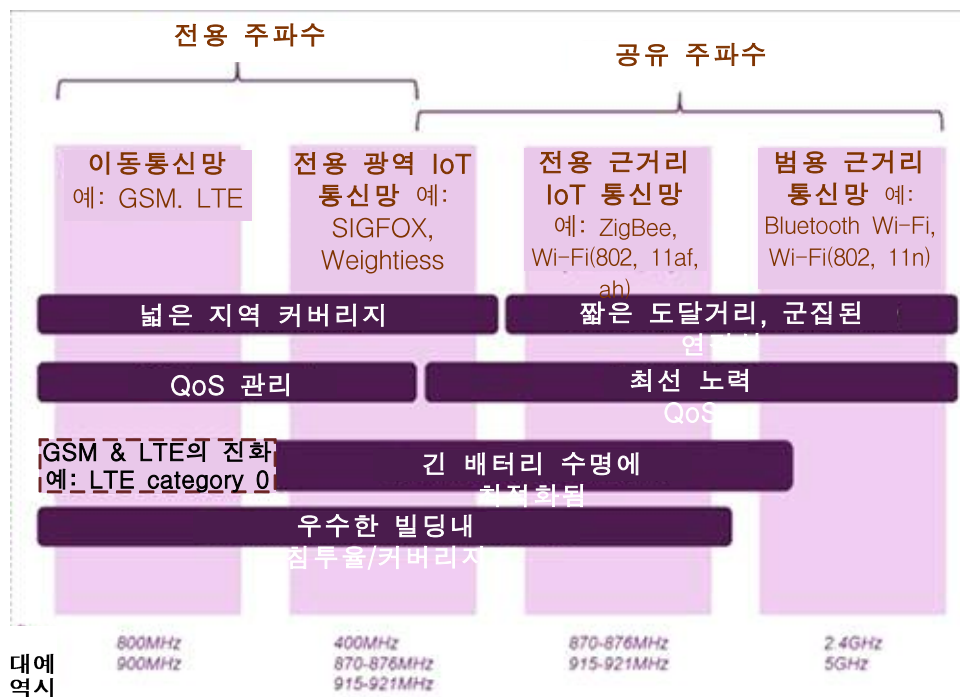 전용 주파수
공유 주파수
이동통신망
예: GSM. LTE
전용 광역 IoT
통신망 예:
SIGFOX,
Weightiess
전용 근거리
IoT 통신망
예: ZigBee,
Wi-Fi(802, 11af,
ah)
범용 근거리
통신망 예:
Bluetooth Wi-Fi,
Wi-Fi(802, 11n)
넓은 지역 커버리지
짧은 도달거리, 군집된
QoS 관리
최선 노력
QoS
GSM & LTE의 진화
예: LTE category 0
긴 배터리 수명에
최적화됨
우수한 빌딩내
침투율/커버리지
800MHz
900MHz
400MHz
870-876MHz
915-921MHz
870-876MHz
915-921MHz
2.4GHz
5GHz
대예
역시